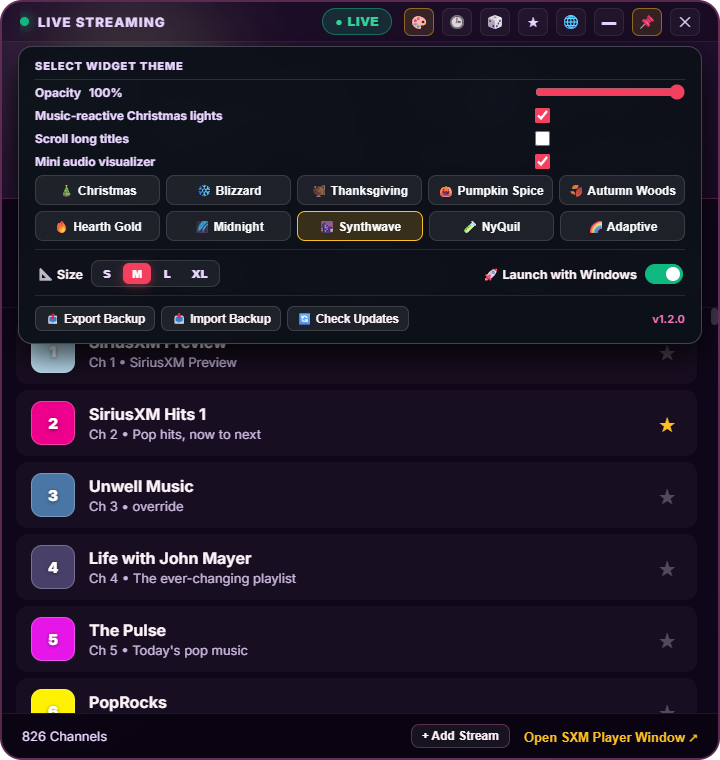 LIVE STREAMING
● LIVE
SELECT WIDGET THEME
Opacity 100%
Music-reactive Christmas lights
Scroll long titles
Mini audio visualizer
Christmas
Blizzard
Thanksgiving
Pumpkin Spice
Autumn Woods
Hearth Gold
Midnight
Synthwave
NyQuil
Adaptive
Size S M L XL
Launch with Windows
Export Backup
Import Backup
Check Updates
v1.2.0
1
SiriusXM Preview
Ch 1 • SiriusXM Preview
2
SiriusXM Hits 1
Ch 2 • Pop hits, now to next
3
Unwell Music
Ch 3 • override
4
Life with John Mayer
Ch 4 • The ever-changing playlist
5
The Pulse
Ch 5 • Today's pop music
6
PopRocks
826 Channels
+ Add Stream
Open SXM Player Window ↗